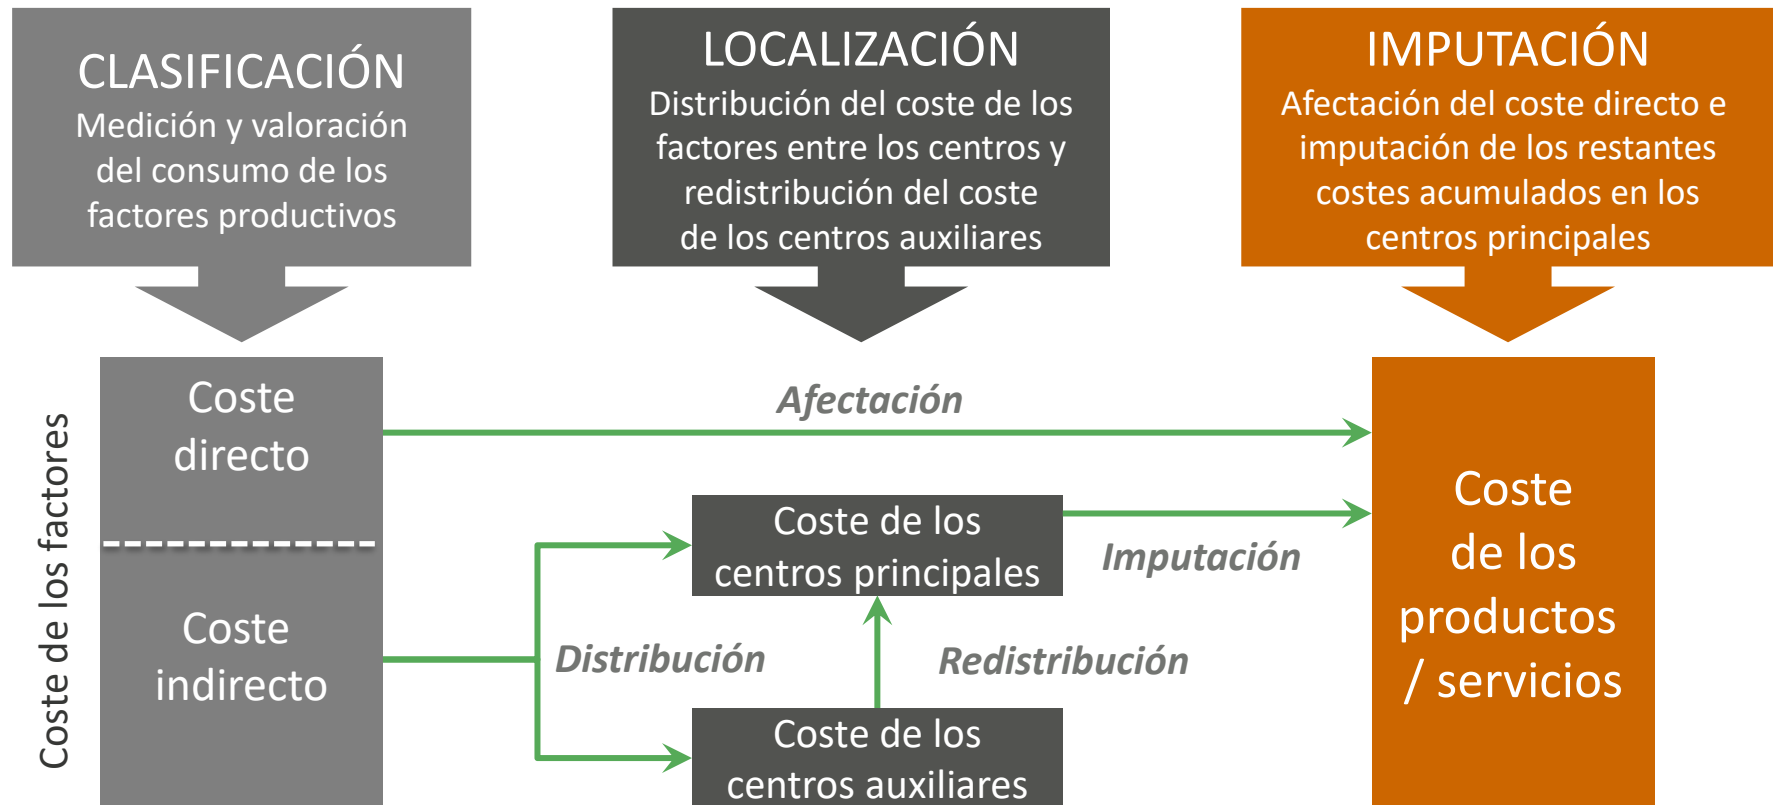 CLASIFICACIÓN
Medición y valoración
del consumo de los
factores productivos
LOCALIZACIÓN
Distribución del coste de los
factores entre los centros y
redistribución del coste
de los centros auxiliares
IMPUTACIÓN
Afectación del coste directo e
imputación de los restantes
costes acumulados en los
centros principales
Coste de los factores
Coste
directo
Coste
indirecto
Afectación
Distribución
Coste de los
centros principales
Redistribución
Coste de los
centros auxiliares
Imputación
Coste
de los
productos
/ servicios